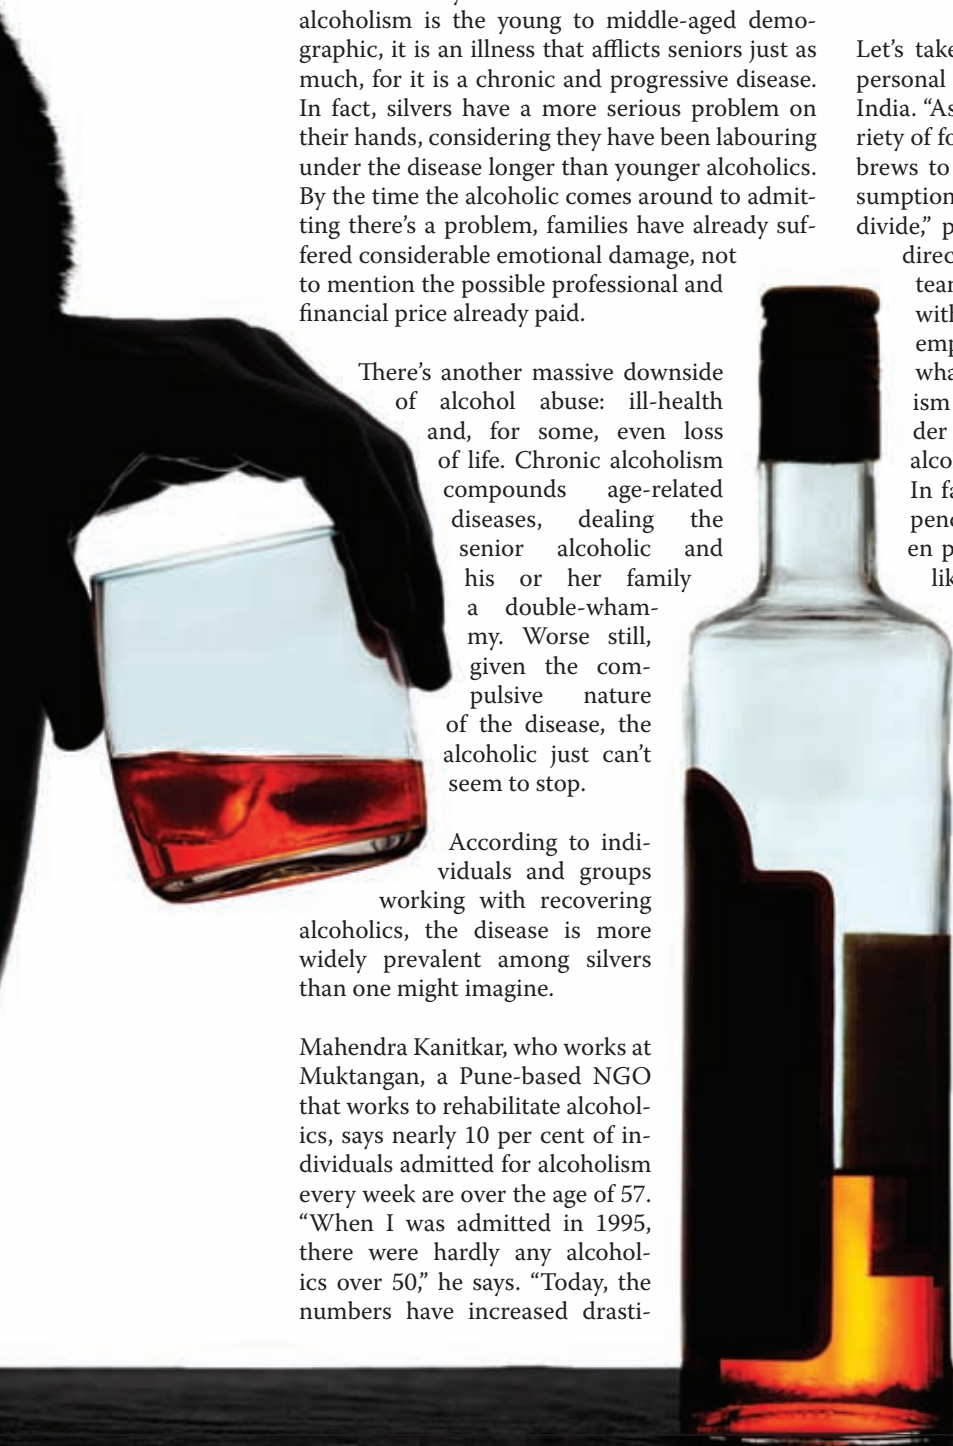 alcoholism is the young to middle-aged demo-
graphic, it is an illness that afflicts seniors just as
much, for it is a chronic and progressive disease.
In fact, silvers have a more serious problem on
their hands, considering they have been labouring
under the disease longer than younger alcoholics.
By the time the alcoholic comes around to admit-
ting there's a problem, families have already suf-
fered considerable emotional damage, not
to mention the possible professional and
financial price already paid.
There's another massive downside
of alcohol abuse: ill-health
and, for some, even loss
of life. Chronic alcoholism
compounds age-related
diseases, dealing the
senior alcoholic and
his or her family
a double-wham-
my. Worse still,
given the com-
pulsive nature
of the disease, the
alcoholic just can't
seem to stop.
According to indi-
viduals and groups
working with recovering
alcoholics, the disease is more
widely prevalent among silvers
than one might imagine.
Mahendra Kanitkar, who works at
Muktangan, a Pune-based NGO
that works to rehabilitate alcohol-
ics, says nearly 10 per cent of in-
dividuals admitted for alcoholism
every week are over the age of 57.
“When I was admitted in 1995,
there were hardly any alcohol-
ics over 50,” he says. “Today, the
numbers have increased drasti-
Let's take
personal
India. “As
riety of fo
brews to
sumption
divide,” p
direc
tean
with
emp
wha
ism
der
alco
In fa
pend
en p
lik